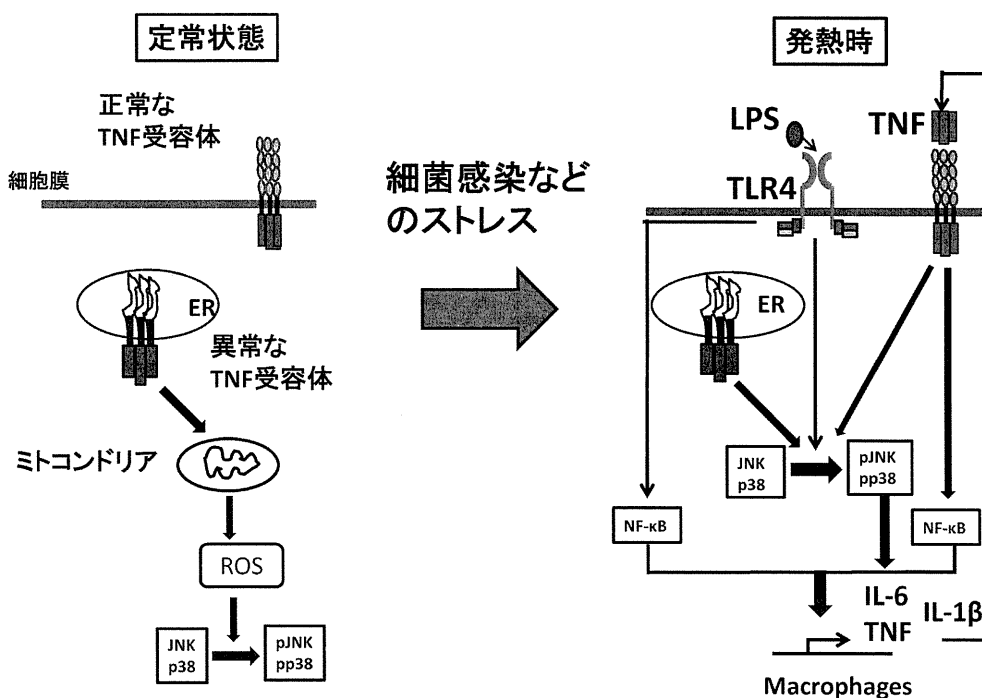 定常状態
正常な
TNF受容体
細胞膜
ER
異常な
TNF受容体
ミトコンドリア
ROS
JNK
p38
pJNK
pp38
細菌感染など
のストレス
発熱時
LPS
TNF
TLR4
ER
JNK
p38
pJNK
pp38
NF-κB
NF-κB
IL-6
TNF
IL-1β
Macrophages